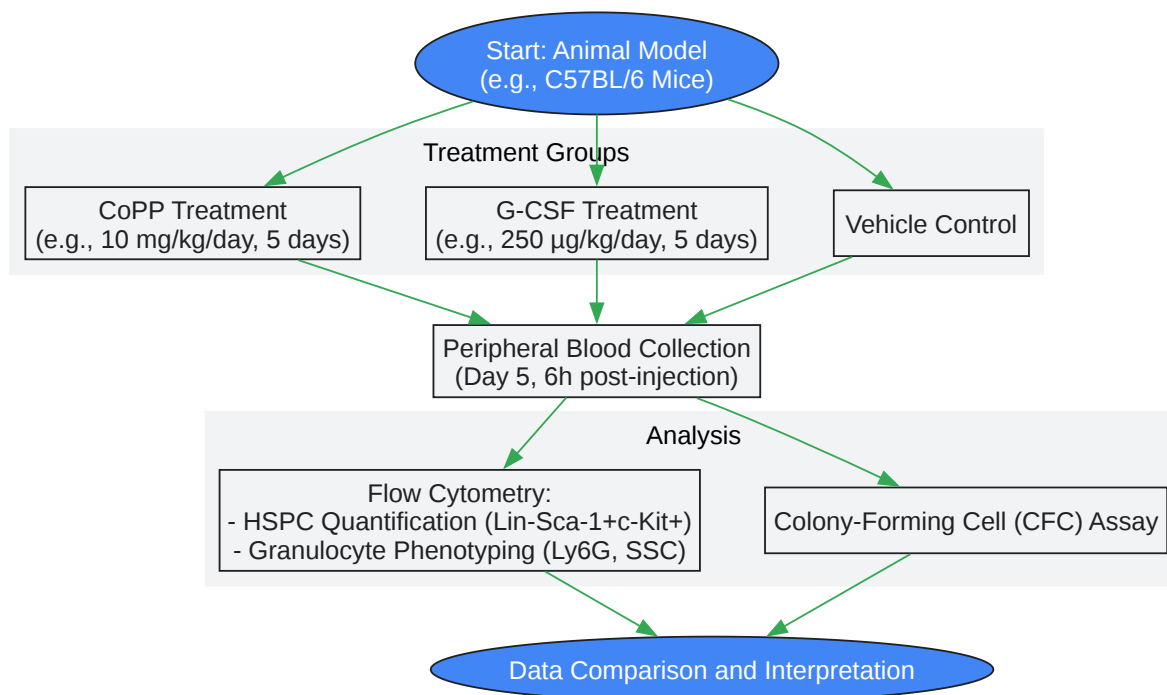 Start: Animal Model
(e.g., C57BL/6 Mice)
Treatment Groups
CoPP Treatment
(e.g., 10 mg/kg/day, 5 days)
G-CSF Treatment
(e.g., 250 µg/kg/day, 5 days)
Vehicle Control
Peripheral Blood Collection
(Day 5, 6h post-injection)
Analysis
Flow Cytometry:
- HSPC Quantification (Lin-Sca-1+c-Kit+)
- Granulocyte Phenotyping (Ly6G, SSC)
Colony-Forming Cell (CFC) Assay
Data Comparison and Interpretation